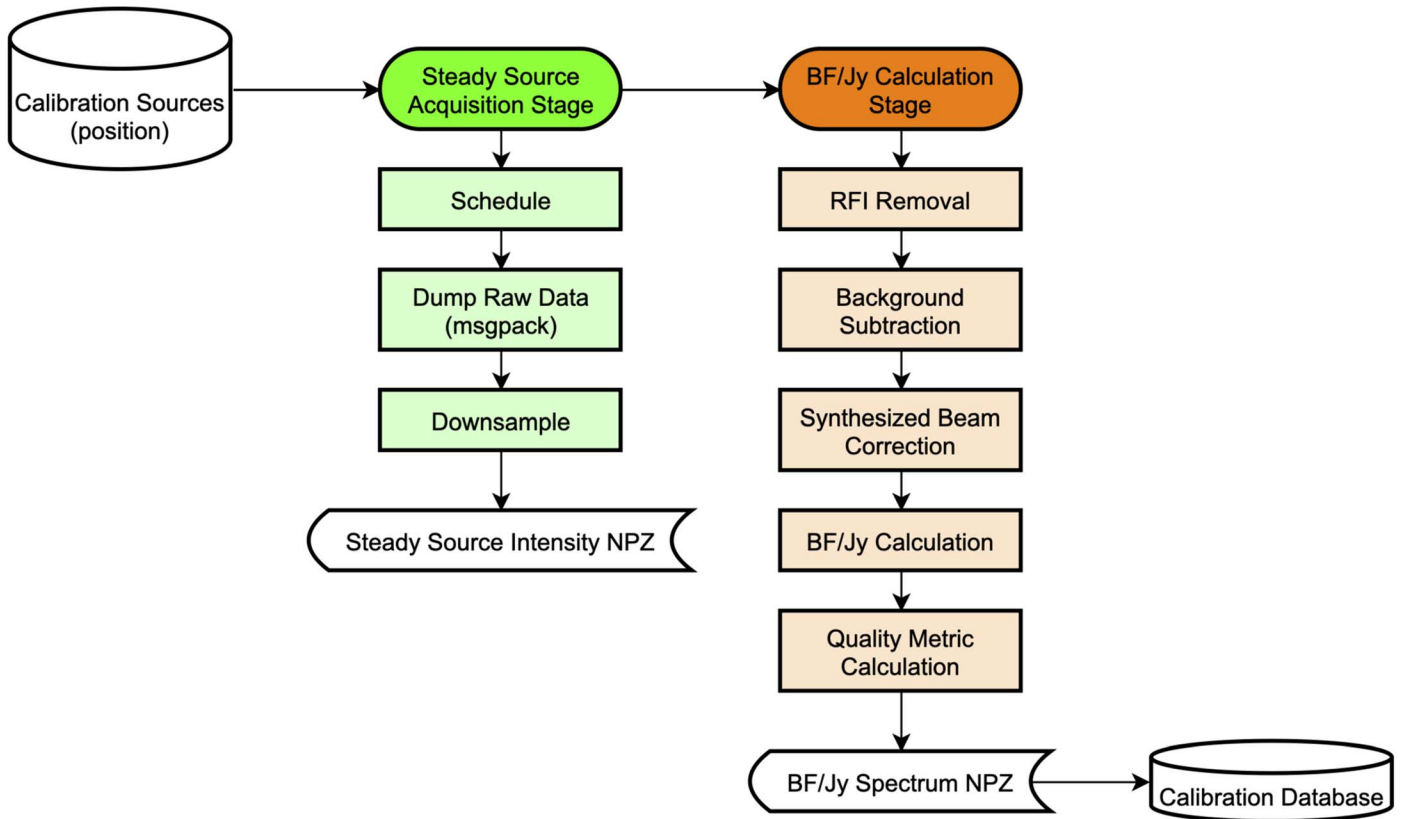 Calibration Sources
(position)
Steady Source
Acquisition Stage
BF/Jy Calculation
Stage
Schedule
Dump Raw Data
(msgpack)
Downsample
Steady Source Intensity NPZ
RFI Removal
Background
Subtraction
Synthesized Beam
Correction
BF/Jy Calculation
Quality Metric
Calculation
BF/Jy Spectrum NPZ
Calibration Database